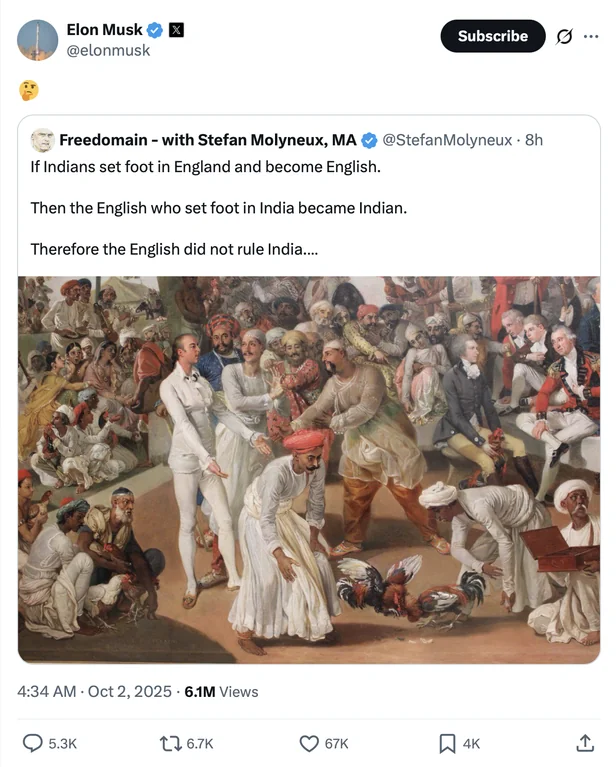 Elon Musk
@elonmusk
Subscribe
🤔
Freedomain - with Stefan Molyneux, MA @StefanMolyneux · 8h
If Indians set foot in England and become English.
Then the English who set foot in India became Indian.
Therefore the English did not rule India....
4:34 AM · Oct 2, 2025 · 6.1M Views
5.3K 6.7K 67K 4K